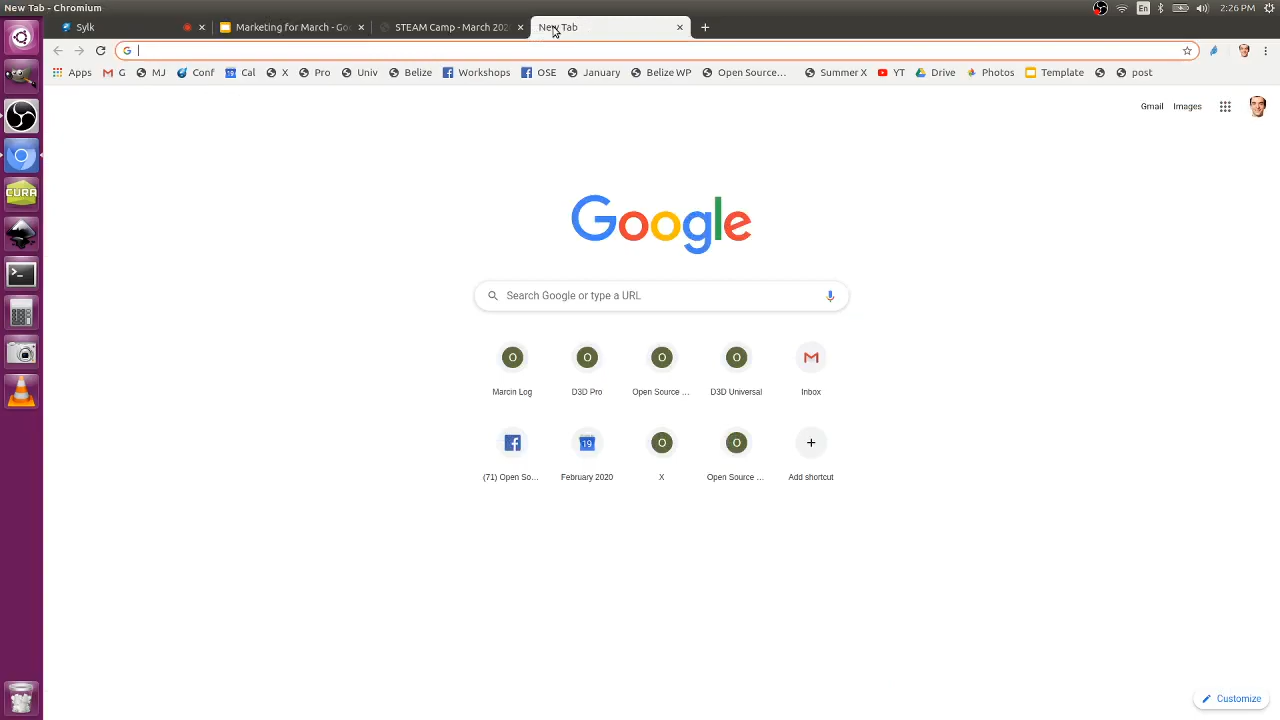 New Tab - Chromium
En
2:26 PM
Sylk
Marketing for March - Go
STEAM Camp - March 202
New Tab
G
Apps
G
MJ
Conf
Cal
X
Pro
Univ
Belize
Workshops
OSE
January
Belize WP
Open Source...
Summer X
YT
Drive
Photos
Template
post
Gmail
Images
Google
Search Google or type a URL
O
O
O
O
Marcin Log
D3D Pro
Open Source ...
D3D Universal
Inbox
19
O
O
(71) Open So...
February 2020
X
Open Source ...
Add shortcut
CURA
Customize